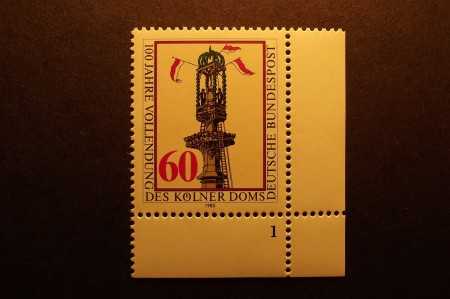 100 JAHRE VOLLENDUNG
DES KÖLNER DOMS
DEUTSCHE BUNDESPOST
60
1980
1